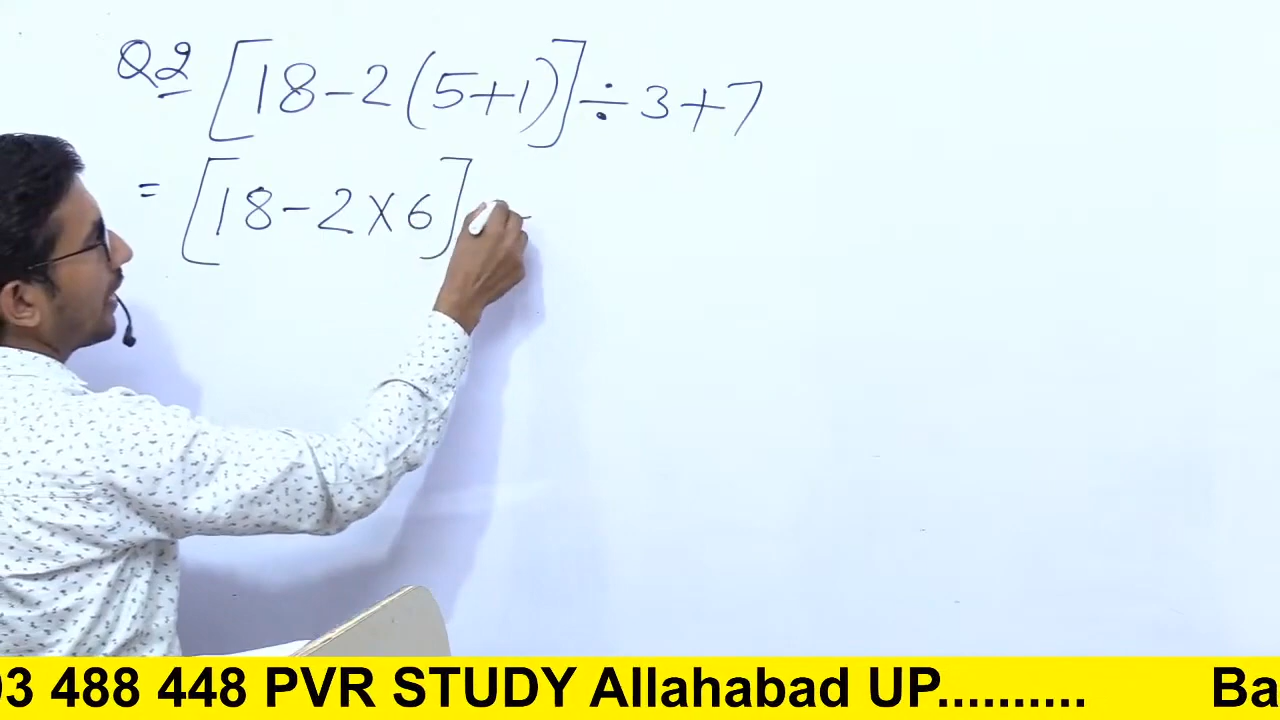 Q2 [18-2(5+1)]÷3+7
= [18-2×6]
03 488 448 PVR STUDY Allahabad UP.......... Ba